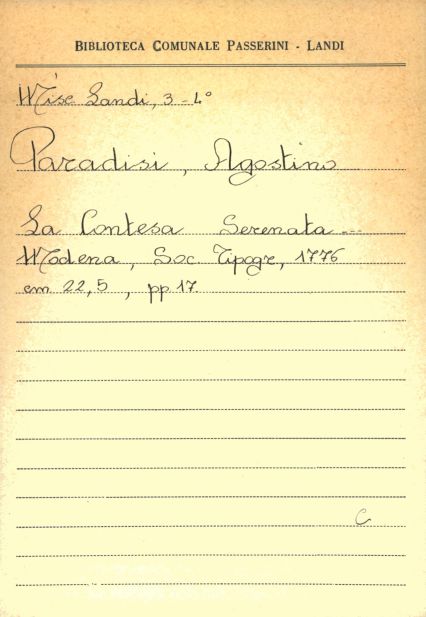 BIBLIOTECA COMUNALE PASSERINI - LANDI
Misc Landi, 3 - 4°
Paradisi, Agostino
La Contesa Serenata ...
Modena, Soc. Tipogr, 1776
cm 22,5, pp 17
C